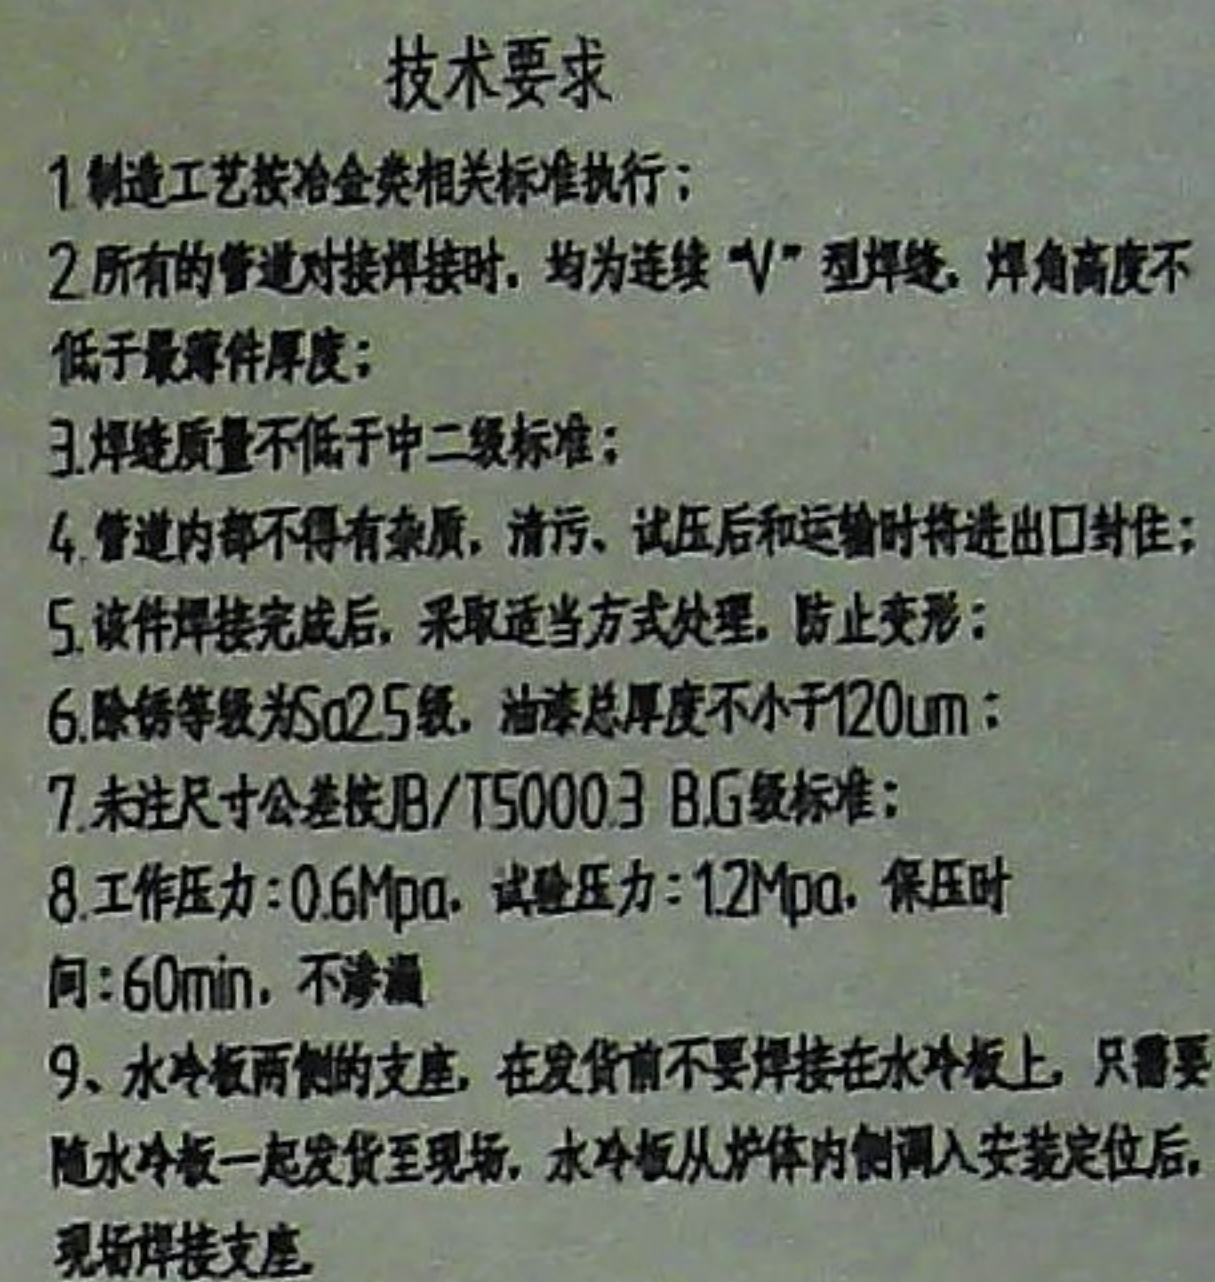 技术要求
1.制造工艺按冶金类相关标准执行；
2.所有的管道对接焊接时，均为连续“V”型焊缝，焊角高度不
低于最薄件厚度；
3.焊缝质量不低于中二级标准；
4.管道内部不得有杂质，清污、试压后和运输时将进出口封住；
5.该件焊接完成后，采取适当方式处理，防止变形；
6.除锈等级为Sa2.5级，油漆总厚度不小于120um；
7.未注尺寸公差按JB/T5000.3 B.G级标准；
8.工作压力：0.6Mpa，试验压力：1.2Mpa，保压时
间：60min，不渗漏
9、水冷板两侧的支座，在发货前不要焊接在水冷板上，只需要
随水冷板一起发货至现场，水冷板从炉体内侧调入安装定位后，
现场焊接支座。